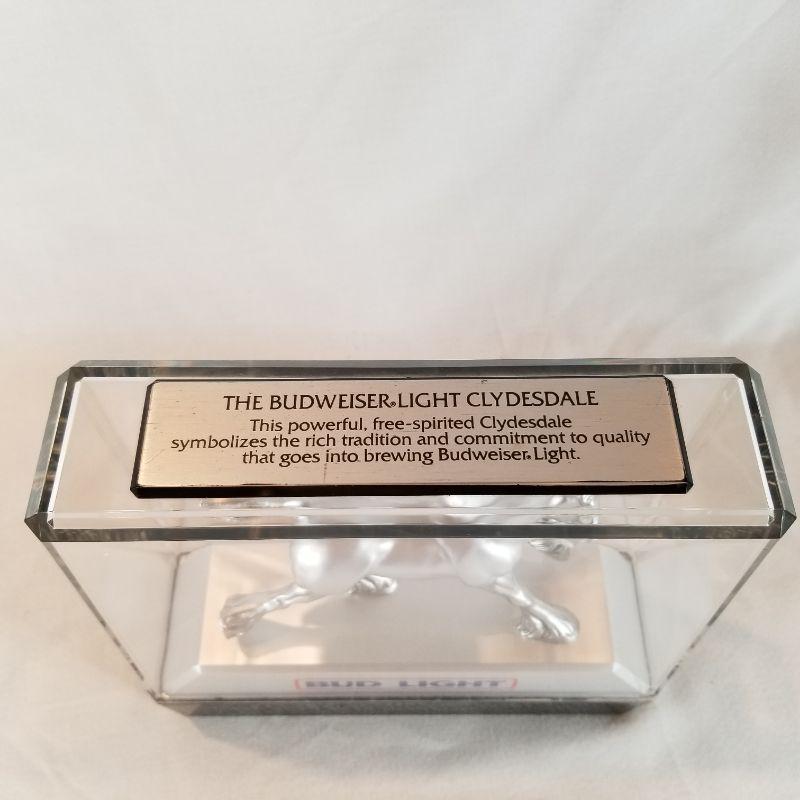 THE BUDWEISER® LIGHT CLYDESDALE
This powerful, free-spirited Clydesdale
symbolizes the rich tradition and commitment to quality
that goes into brewing Budweiser® Light.
BUD LIGHT